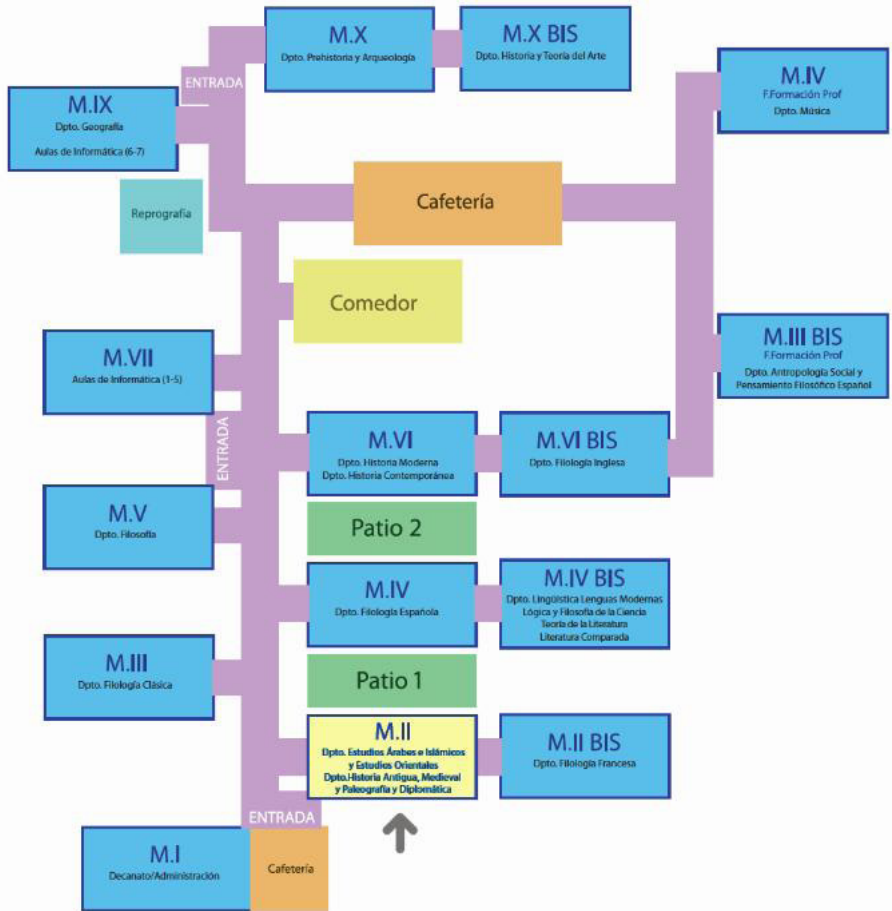 M.X
Dpto. Prehistoria y Arqueología
M.X BIS
Dpto. Historia y Teoría del Arte
ENTRADA
M.IX
Dpto. Geografía
Aulas de Informática (6-7)
M.IV
F.Formación Prof
Dpto. Música
Reprografía
Cafetería
Comedor
M.VII
Aulas de Informática (1-5)
M.III BIS
F.Formación Prof
Dpto. Antropología Social y
Pensamiento Filosófico Español
ENTRADA
M.VI
Dpto. Historia Moderna
Dpto. Historia Contemporánea
M.VI BIS
Dpto. Filología Inglesa
M.V
Dpto. Filosofía
Patio 2
M.IV
Dpto. Filología Española
M.IV BIS
Dpto. Lingüística Lenguas Modernas
Lógica y Filosofía de la Ciencia
Teoría de la Literatura
Literatura Comparada
M.III
Dpto. Filología Clásica
Patio 1
M.II
Dpto. Estudios Árabes e Islámicos
y Estudios Orientales
Dpto.Historia Antigua, Medieval
y Paleografía y Diplomática
M.II BIS
Dpto. Filología Francesa
ENTRADA
M.I
Decanato/Administración
Cafetería